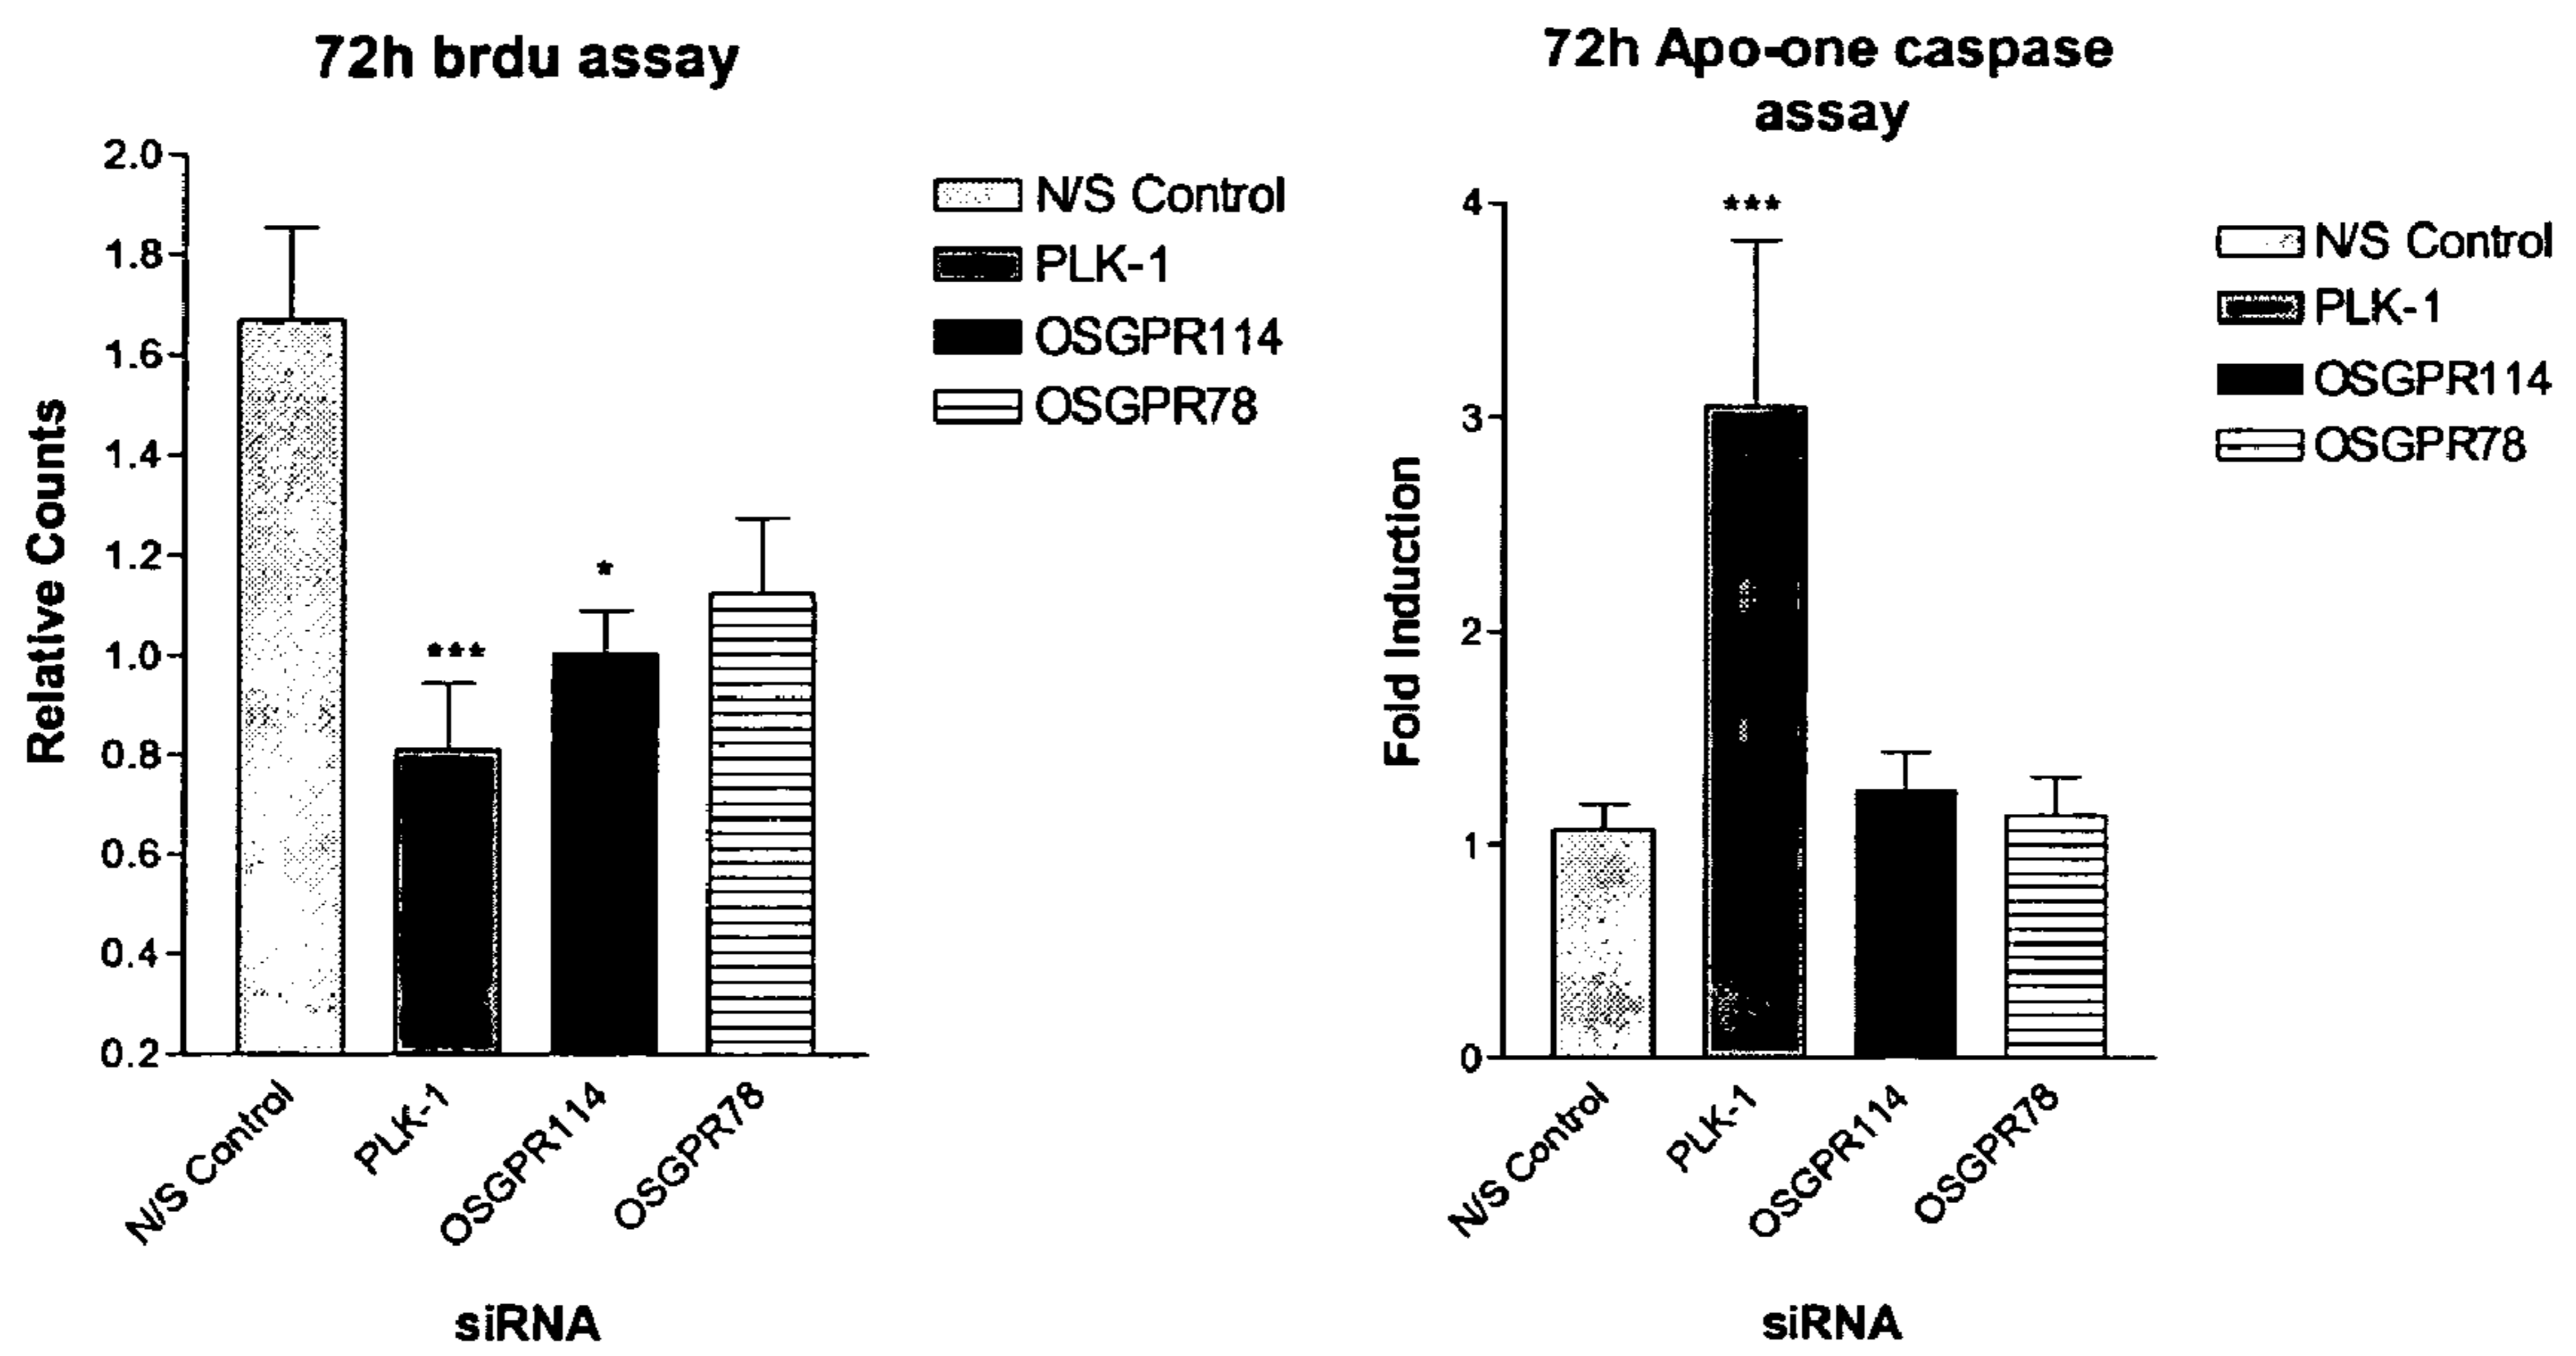 72h brdu assay
2.0
1.8
1.6
1.4
1.2
1.0
0.8
0.6
0.4
0.2
Relative Counts
***
*
N/S Control
PLK-1
OSGPR114
OSGPR78
N/S Control
PLK-1
OSGPR114
OSGPR78
siRNA
72h Apo-one caspase
assay
4
3
2
1
0
Fold Induction
***
N/S Control
PLK-1
OSGPR114
OSGPR78
N/S Control
PLK-1
OSGPR114
OSGPR78
siRNA